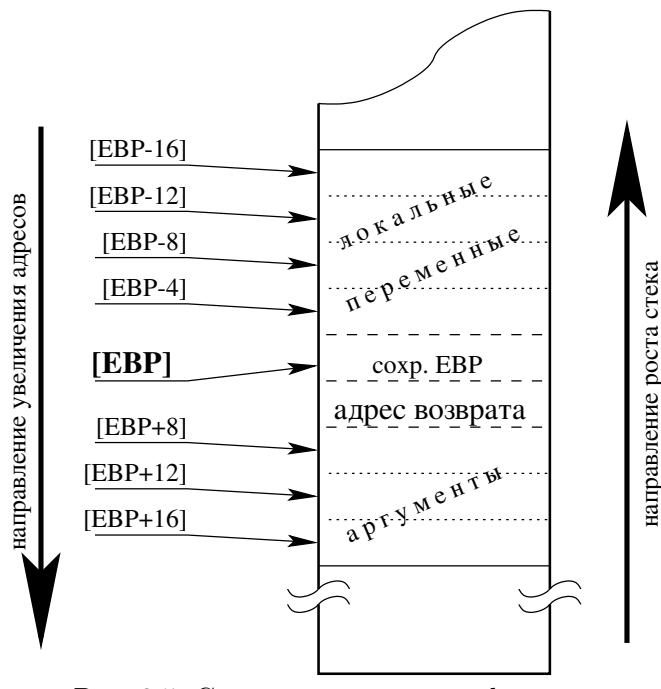 [EBP-16]
[EBP-12]
[EBP-8]
[EBP-4]
[EBP]
[EBP+8]
[EBP+12]
[EBP+16]
локальные
переменные
сохр. EBP
адрес возврата
аргументы
направление увеличения адресов
направление роста стека